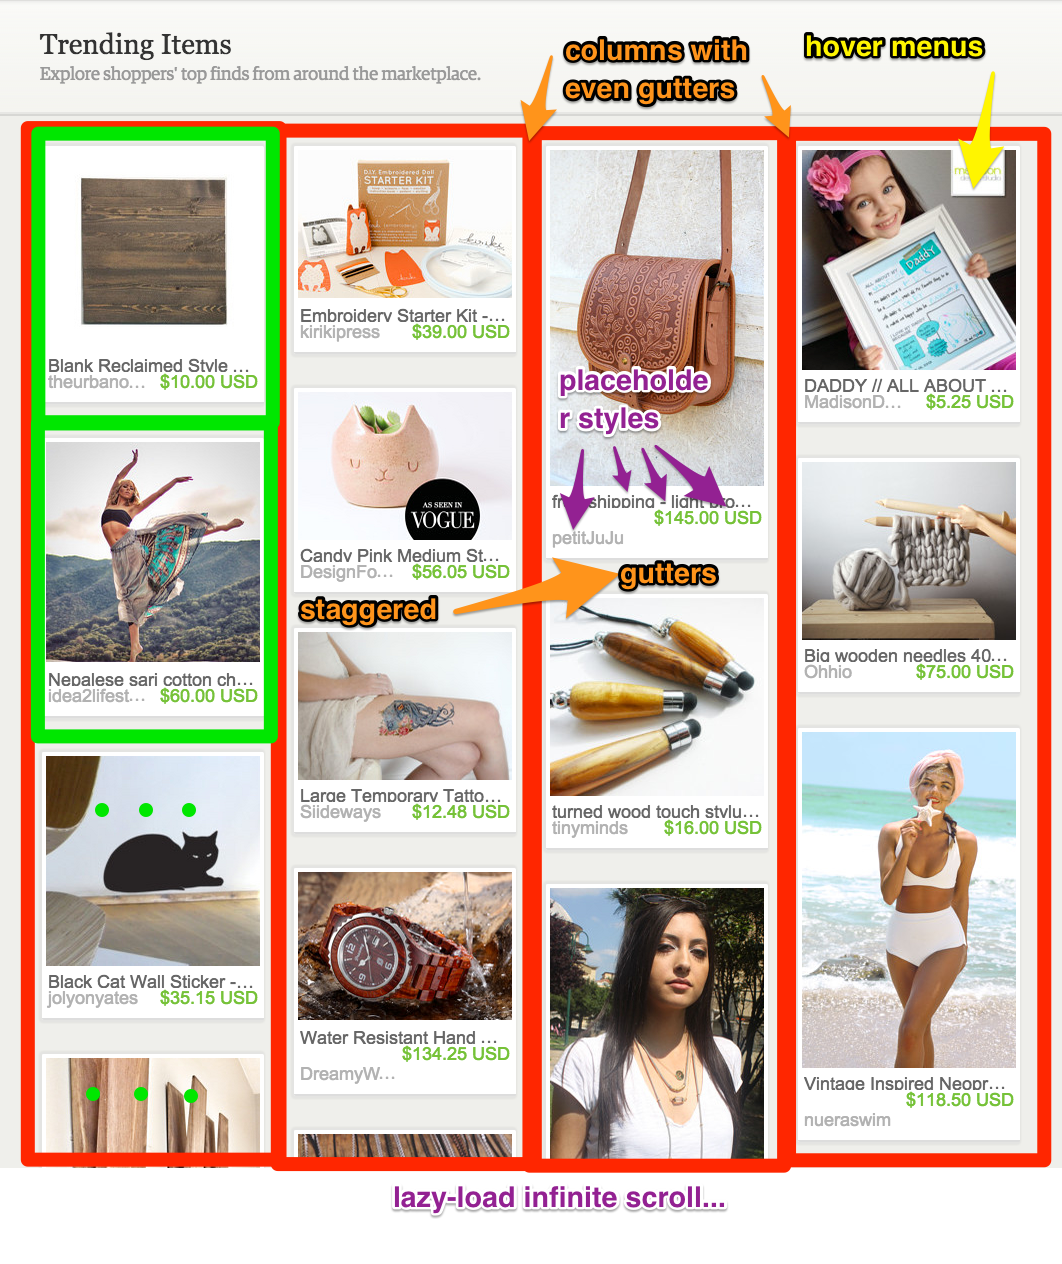 Trending Items
Explore shoppers' top finds from around the marketplace.
columns with
even gutters
hover menus
Blank Reclaimed Style ...
theurbano... $10.00 USD
Nepalese sari cotton ch...
idea2lifest... $60.00 USD
Black Cat Wall Sticker -...
jolyonyates $35.15 USD
D.I.Y. Embroidered Doll
STARTER KIT
kiriki
Embroidery Starter Kit -...
kirikipress $39.00 USD
AS SEEN IN
VOGUE
Candy Pink Medium St...
DesignFo... $56.05 USD
staggered
gutters
Large Temporary Tatto...
Siideways $12.48 USD
Water Resistant Hand ...
$134.25 USD
DreamyW...
placeholde
r styles
free shipping - light bro...
$145.00 USD
petitJuJu
turned wood touch stylu...
tinyminds $16.00 USD
Daddy
ALL ABOUT MY
DADDY // ALL ABOUT ...
MadisonD... $5.25 USD
Big wooden needles 40...
Ohhio $75.00 USD
Vintage Inspired Neopr...
$118.50 USD
nueraswim
lazy-load infinite scroll...